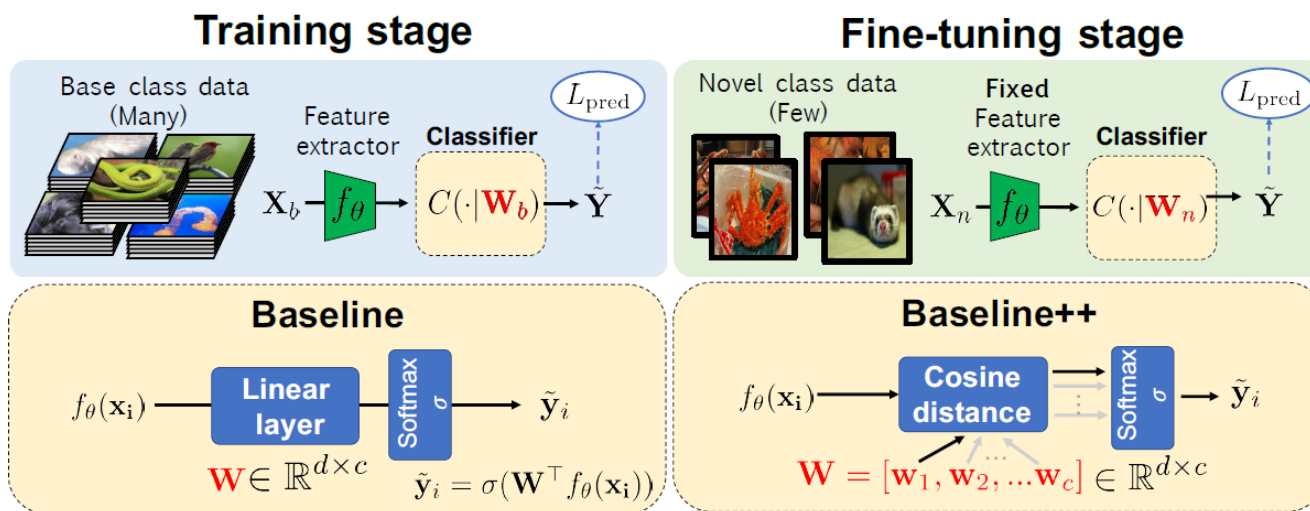 Training stage
Base class data
(Many)
Feature
extractor
Classifier
L_pred
X_b
f_θ
C(·|W_b)
Ỹ
Fine-tuning stage
Novel class data
(Few)
Fixed
Feature
extractor
Classifier
L_pred
X_n
f_θ
C(·|W_n)
Ỹ
Baseline
f_θ(x_i)
Linear
layer
Softmax
σ
ỹ_i
W ∈ ℝ^{d×c}
ỹ_i = σ(W^⊤ f_θ(x_i))
Baseline++
f_θ(x_i)
Cosine
distance
...
Softmax
σ
ỹ_i
...
W = [w_1, w_2, ...w_c] ∈ ℝ^{d×c}